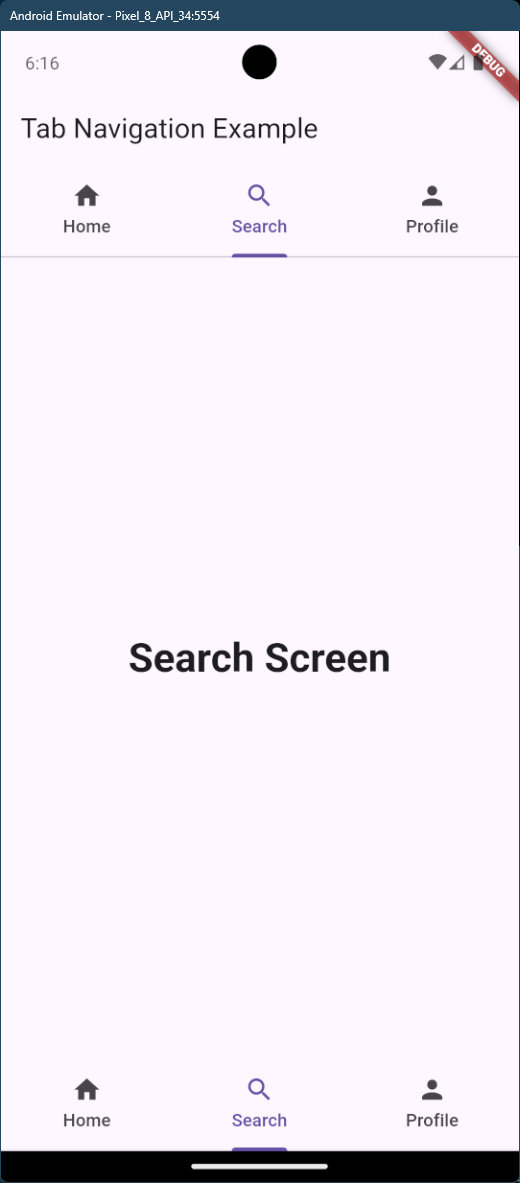 Android Emulator - Pixel_8_API_34:5554
6:16
DEBUG
Tab Navigation Example
Home Search Profile
Search Screen
Home Search Profile